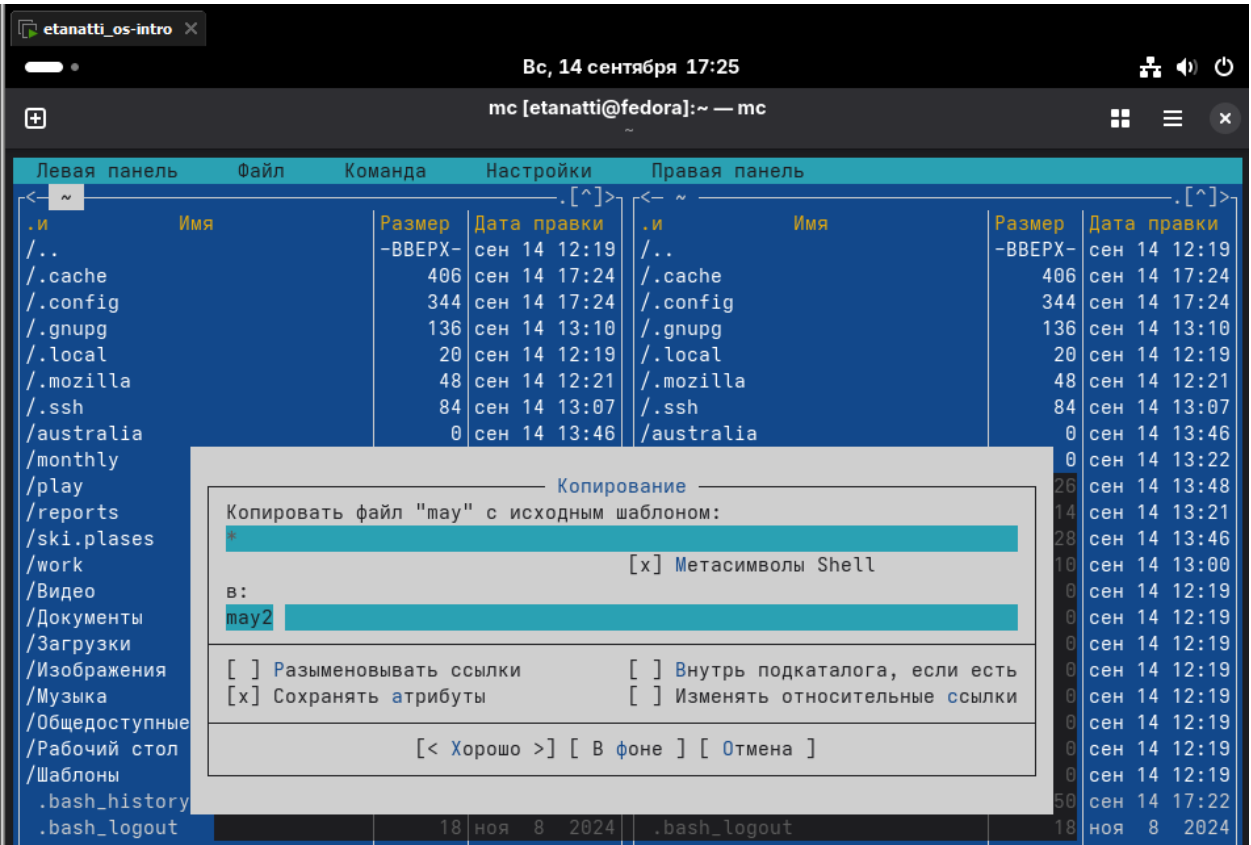 etanatti_os-intro
Вс, 14 сентября 17:25
mc [etanatti@fedora]:~ — mc
~
Левая панель Файл Команда Настройки Правая панель
<— ~ .[^]> <— ~ .[^]>
.и Имя Размер Дата правки .и Имя Размер Дата правки
/.. -ВВЕРХ- сен 14 12:19 /.. -ВВЕРХ- сен 14 12:19
/.cache 406 сен 14 17:24 /.cache 406 сен 14 17:24
/.config 344 сен 14 17:24 /.config 344 сен 14 17:24
/.gnupg 136 сен 14 13:10 /.gnupg 136 сен 14 13:10
/.local 20 сен 14 12:19 /.local 20 сен 14 12:19
/.mozilla 48 сен 14 12:21 /.mozilla 48 сен 14 12:21
/.ssh 84 сен 14 13:07 /.ssh 84 сен 14 13:07
/australia 0 сен 14 13:46 /australia 0 сен 14 13:46
/monthly 0 сен 14 13:22
/play Копирование 26 сен 14 13:48
/reports Копировать файл "may" с исходным шаблоном: 14 сен 14 13:21
/ski.plases * 28 сен 14 13:46
/work [x] Метасимволы Shell 10 сен 14 13:00
/Видео в: 0 сен 14 12:19
/Документы may2 0 сен 14 12:19
/Загрузки 0 сен 14 12:19
/Изображения [ ] Разыменовывать ссылки [ ] Внутрь подкаталога, если есть 0 сен 14 12:19
/Музыка [x] Сохранять атрибуты [ ] Изменять относительные ссылки 0 сен 14 12:19
/Общедоступные 0 сен 14 12:19
/Рабочий стол [< Хорошо >] [ В фоне ] [ Отмена ] 0 сен 14 12:19
/Шаблоны 0 сен 14 12:19
.bash_history 50 сен 14 17:22
.bash_logout 18 ноя 8 2024 .bash_logout 18 ноя 8 2024